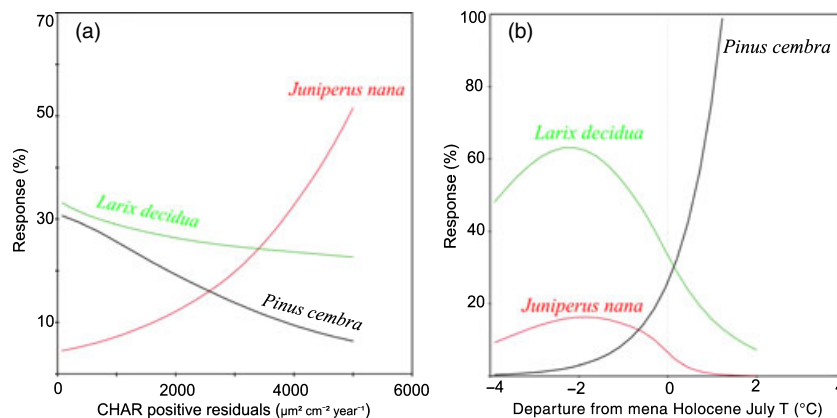 (a)
70
50
30
10
Response (%)
Juniperus nana
Larix decidua
Pinus cembra
0
2000
4000
6000
CHAR positive residuals (µm² cm⁻² year⁻¹)
(b)
100
80
60
40
20
Response (%)
Pinus cembra
Larix decidua
Juniperus nana
−4
−2
0
2
4
Departure from mena Holocene July T (°C)